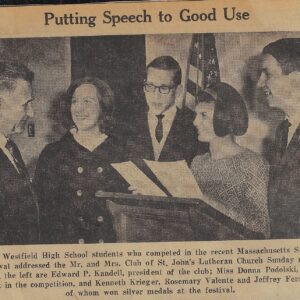 Putting Speech to Good Use
Westfield High School students who competed in the recent Massachusetts S
val addressed the Mr. and Mrs. Club of St. John's Lutheran Church Sunday n
the left are Edward P. Kandell, president of the club; Miss Donna Podolski,
in the competition, and Kenneth Krieger, Rosemary Valente and Jeffrey Fer
of whom won silver medals at the festival.